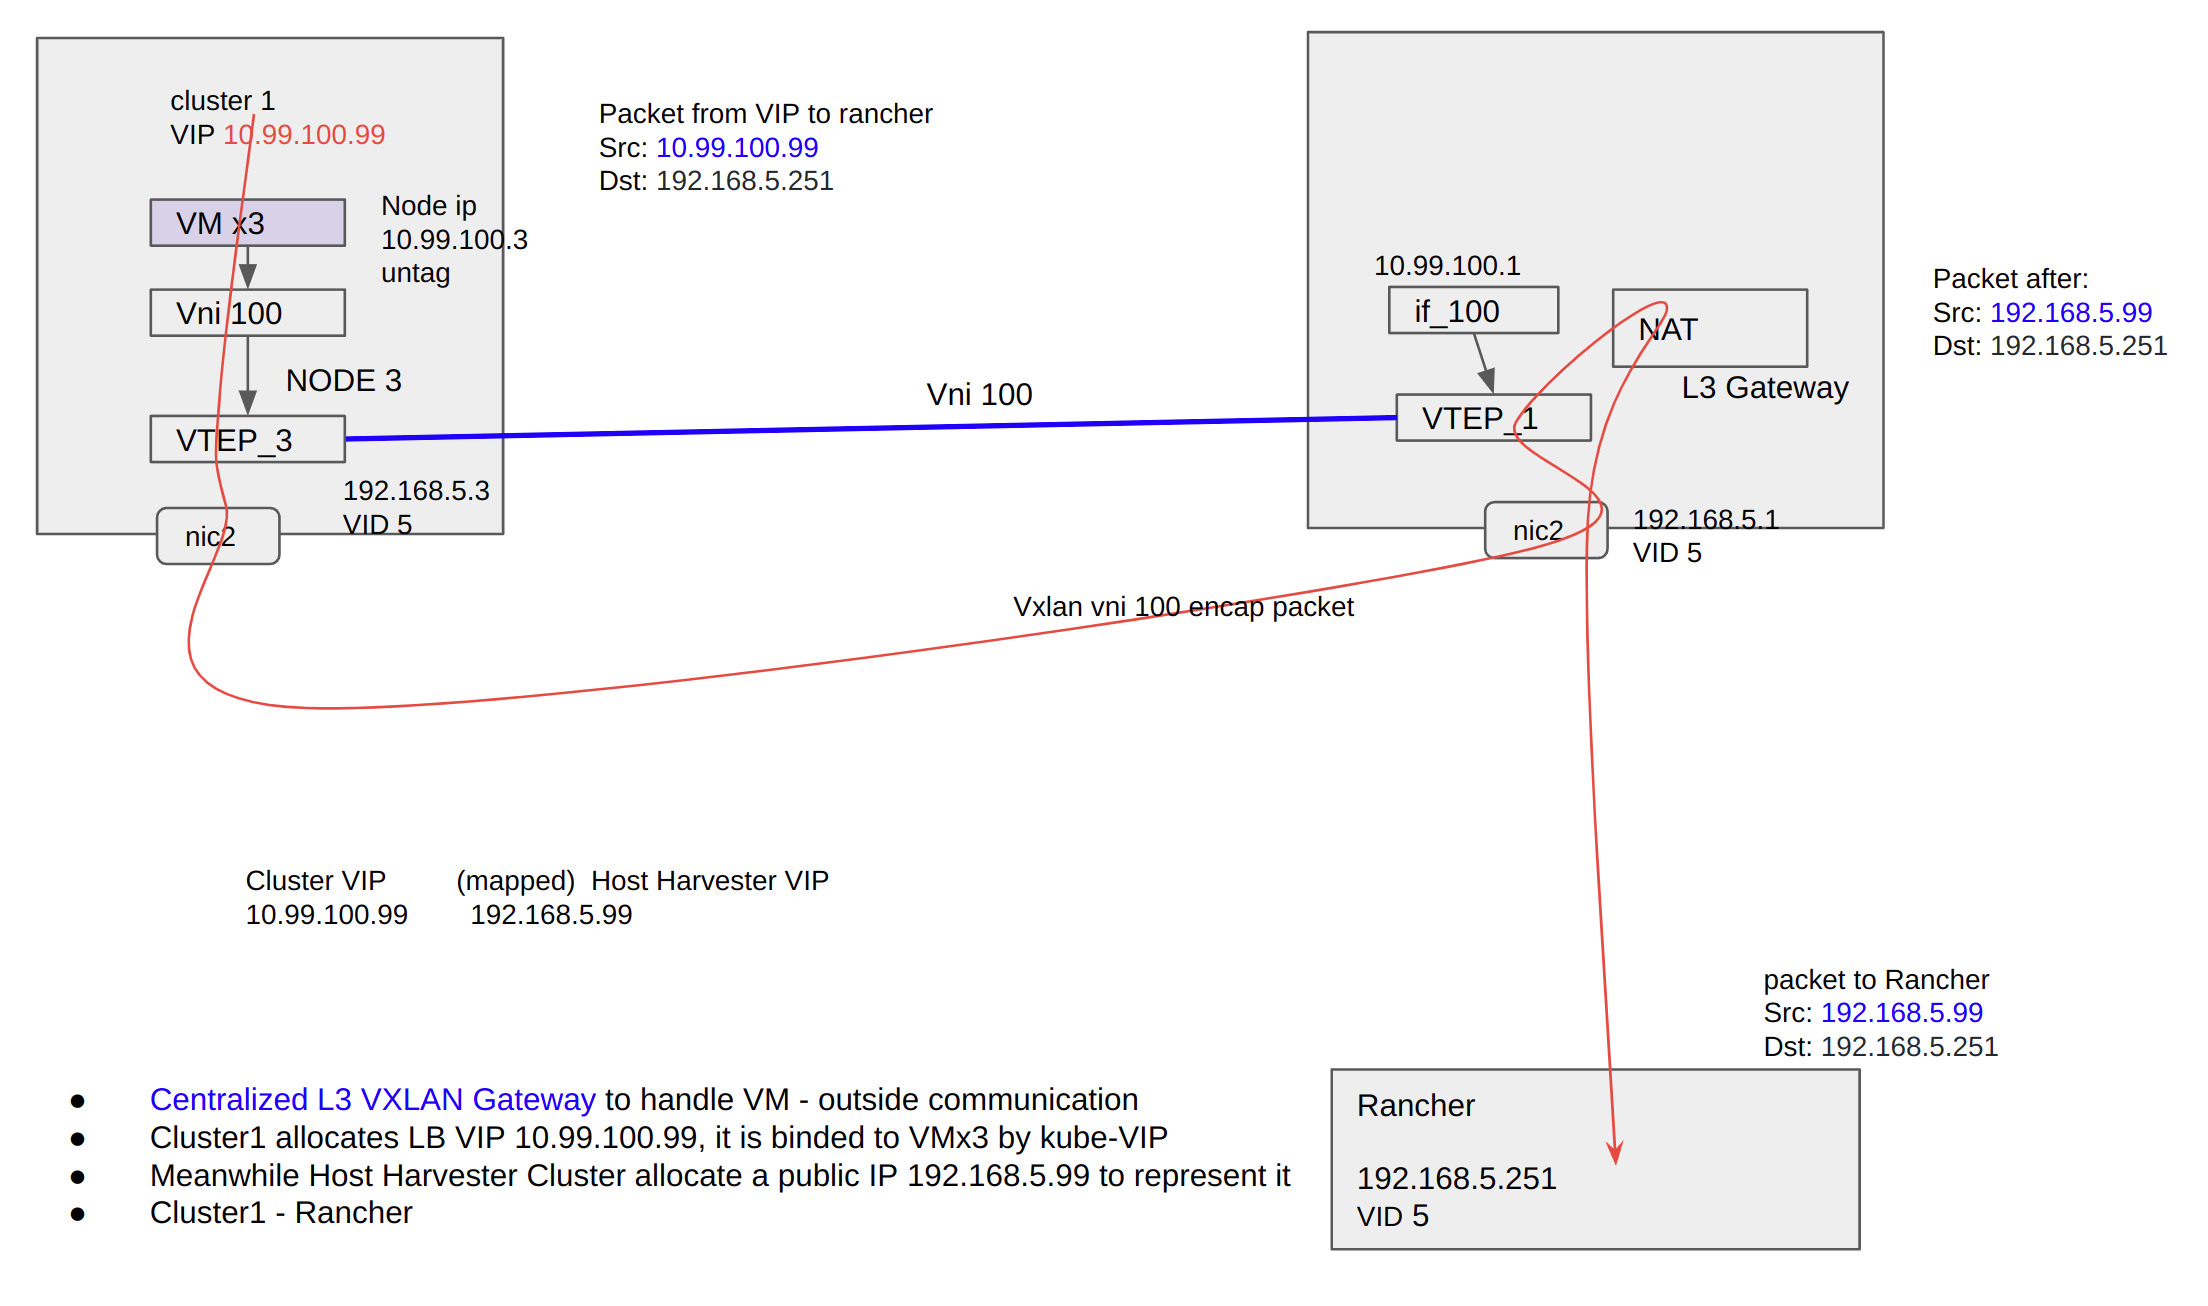 cluster 1
VIP 10.99.100.99
Packet from VIP to rancher
Src: 10.99.100.99
Dst: 192.168.5.251
VM x3
Node ip
10.99.100.3
untag
Vni 100
NODE 3
VTEP_3
192.168.5.3
VID 5
nic2
Vni 100
10.99.100.1
if_100
NAT
L3 Gateway
VTEP_1
nic2
192.168.5.1
VID 5
Packet after:
Src: 192.168.5.99
Dst: 192.168.5.251
Vxlan vni 100 encap packet
Cluster VIP (mapped) Host Harvester VIP
10.99.100.99 192.168.5.99
packet to Rancher
Src: 192.168.5.99
Dst: 192.168.5.251
● Centralized L3 VXLAN Gateway to handle VM - outside communication
● Cluster1 allocates LB VIP 10.99.100.99, it is binded to VMx3 by kube-VIP
● Meanwhile Host Harvester Cluster allocate a public IP 192.168.5.99 to represent it
● Cluster1 - Rancher
Rancher
192.168.5.251
VID 5